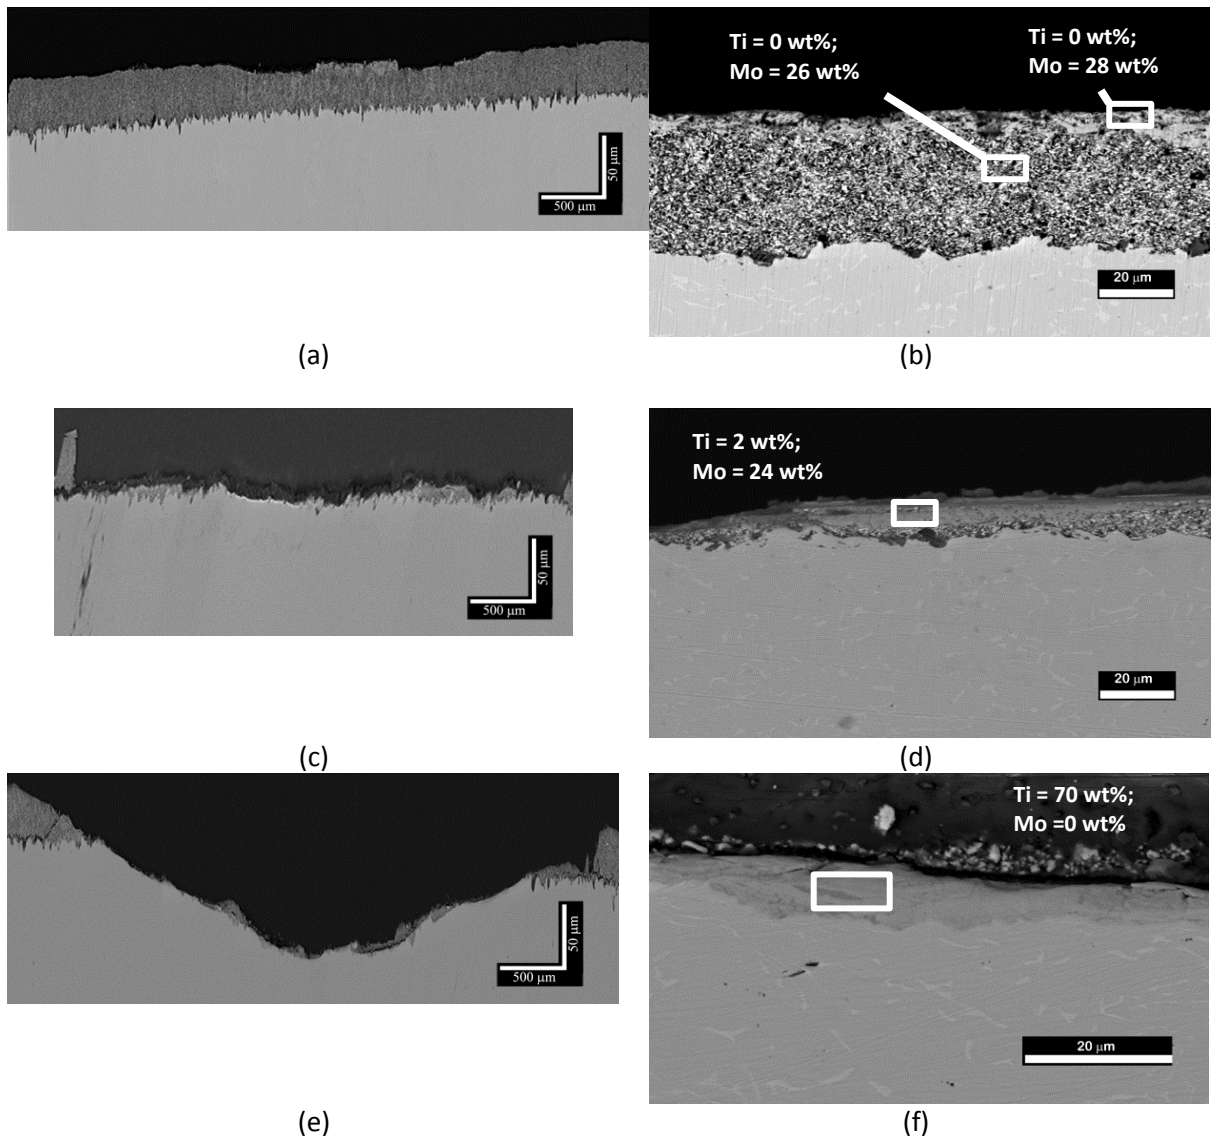 Ti = 0 wt%;
Mo = 26 wt%
Ti = 0 wt%;
Mo = 28 wt%
50 μm
500 μm
20 μm
(a)
(b)
Ti = 2 wt%;
Mo = 24 wt%
50 μm
500 μm
20 μm
(c)
(d)
Ti = 70 wt%;
Mo =0 wt%
50 μm
500 μm
20 μm
(e)
(f)